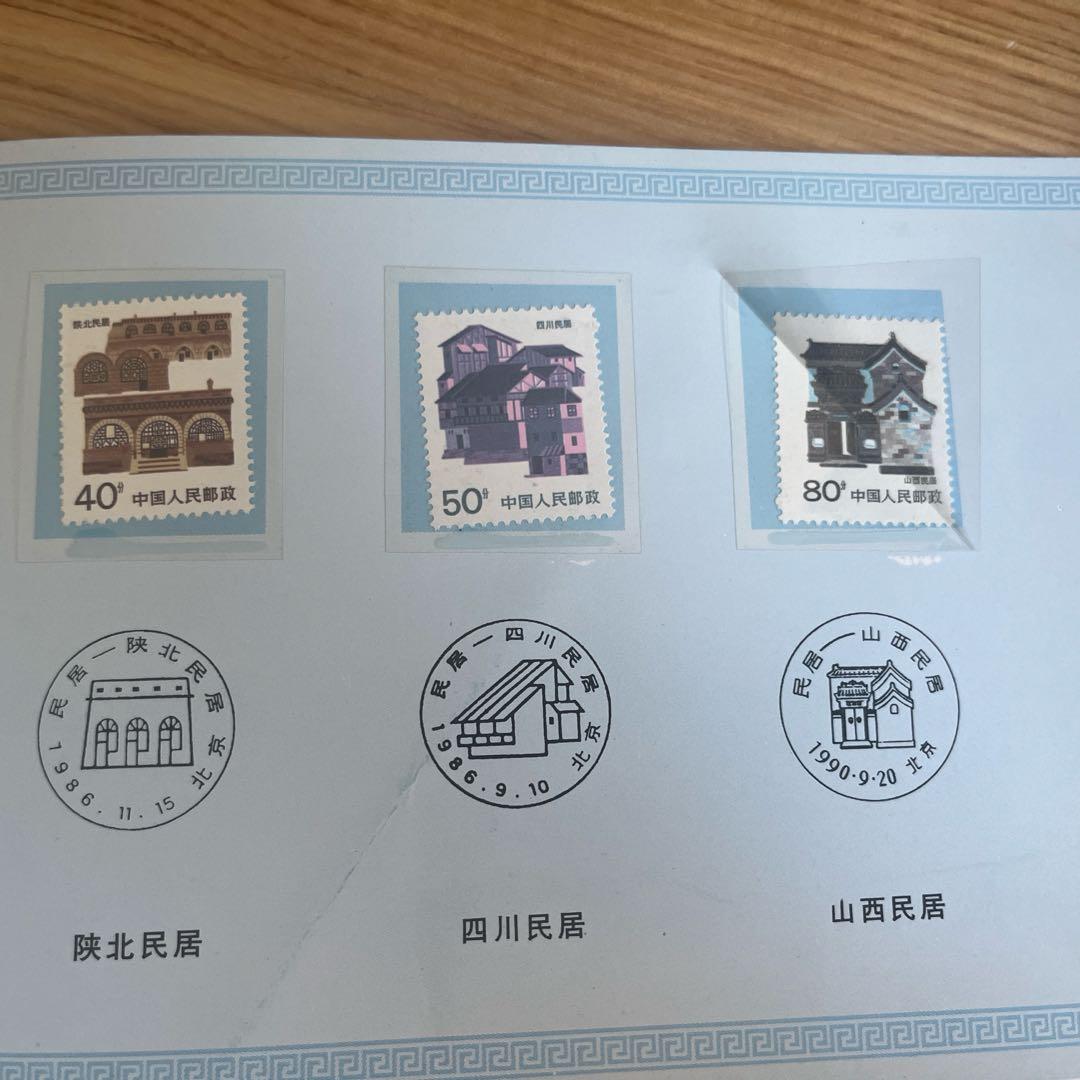 陕北民居
40分 中国人民邮政
四川民居
50分 中国人民邮政
山西民居
80分 中国人民邮政
民居—陕北民居
1986.11.15 北京
民居—四川民居
1986.9.10 北京
民居—山西民居
1990·9·20 北京
陕北民居
四川民居
山西民居